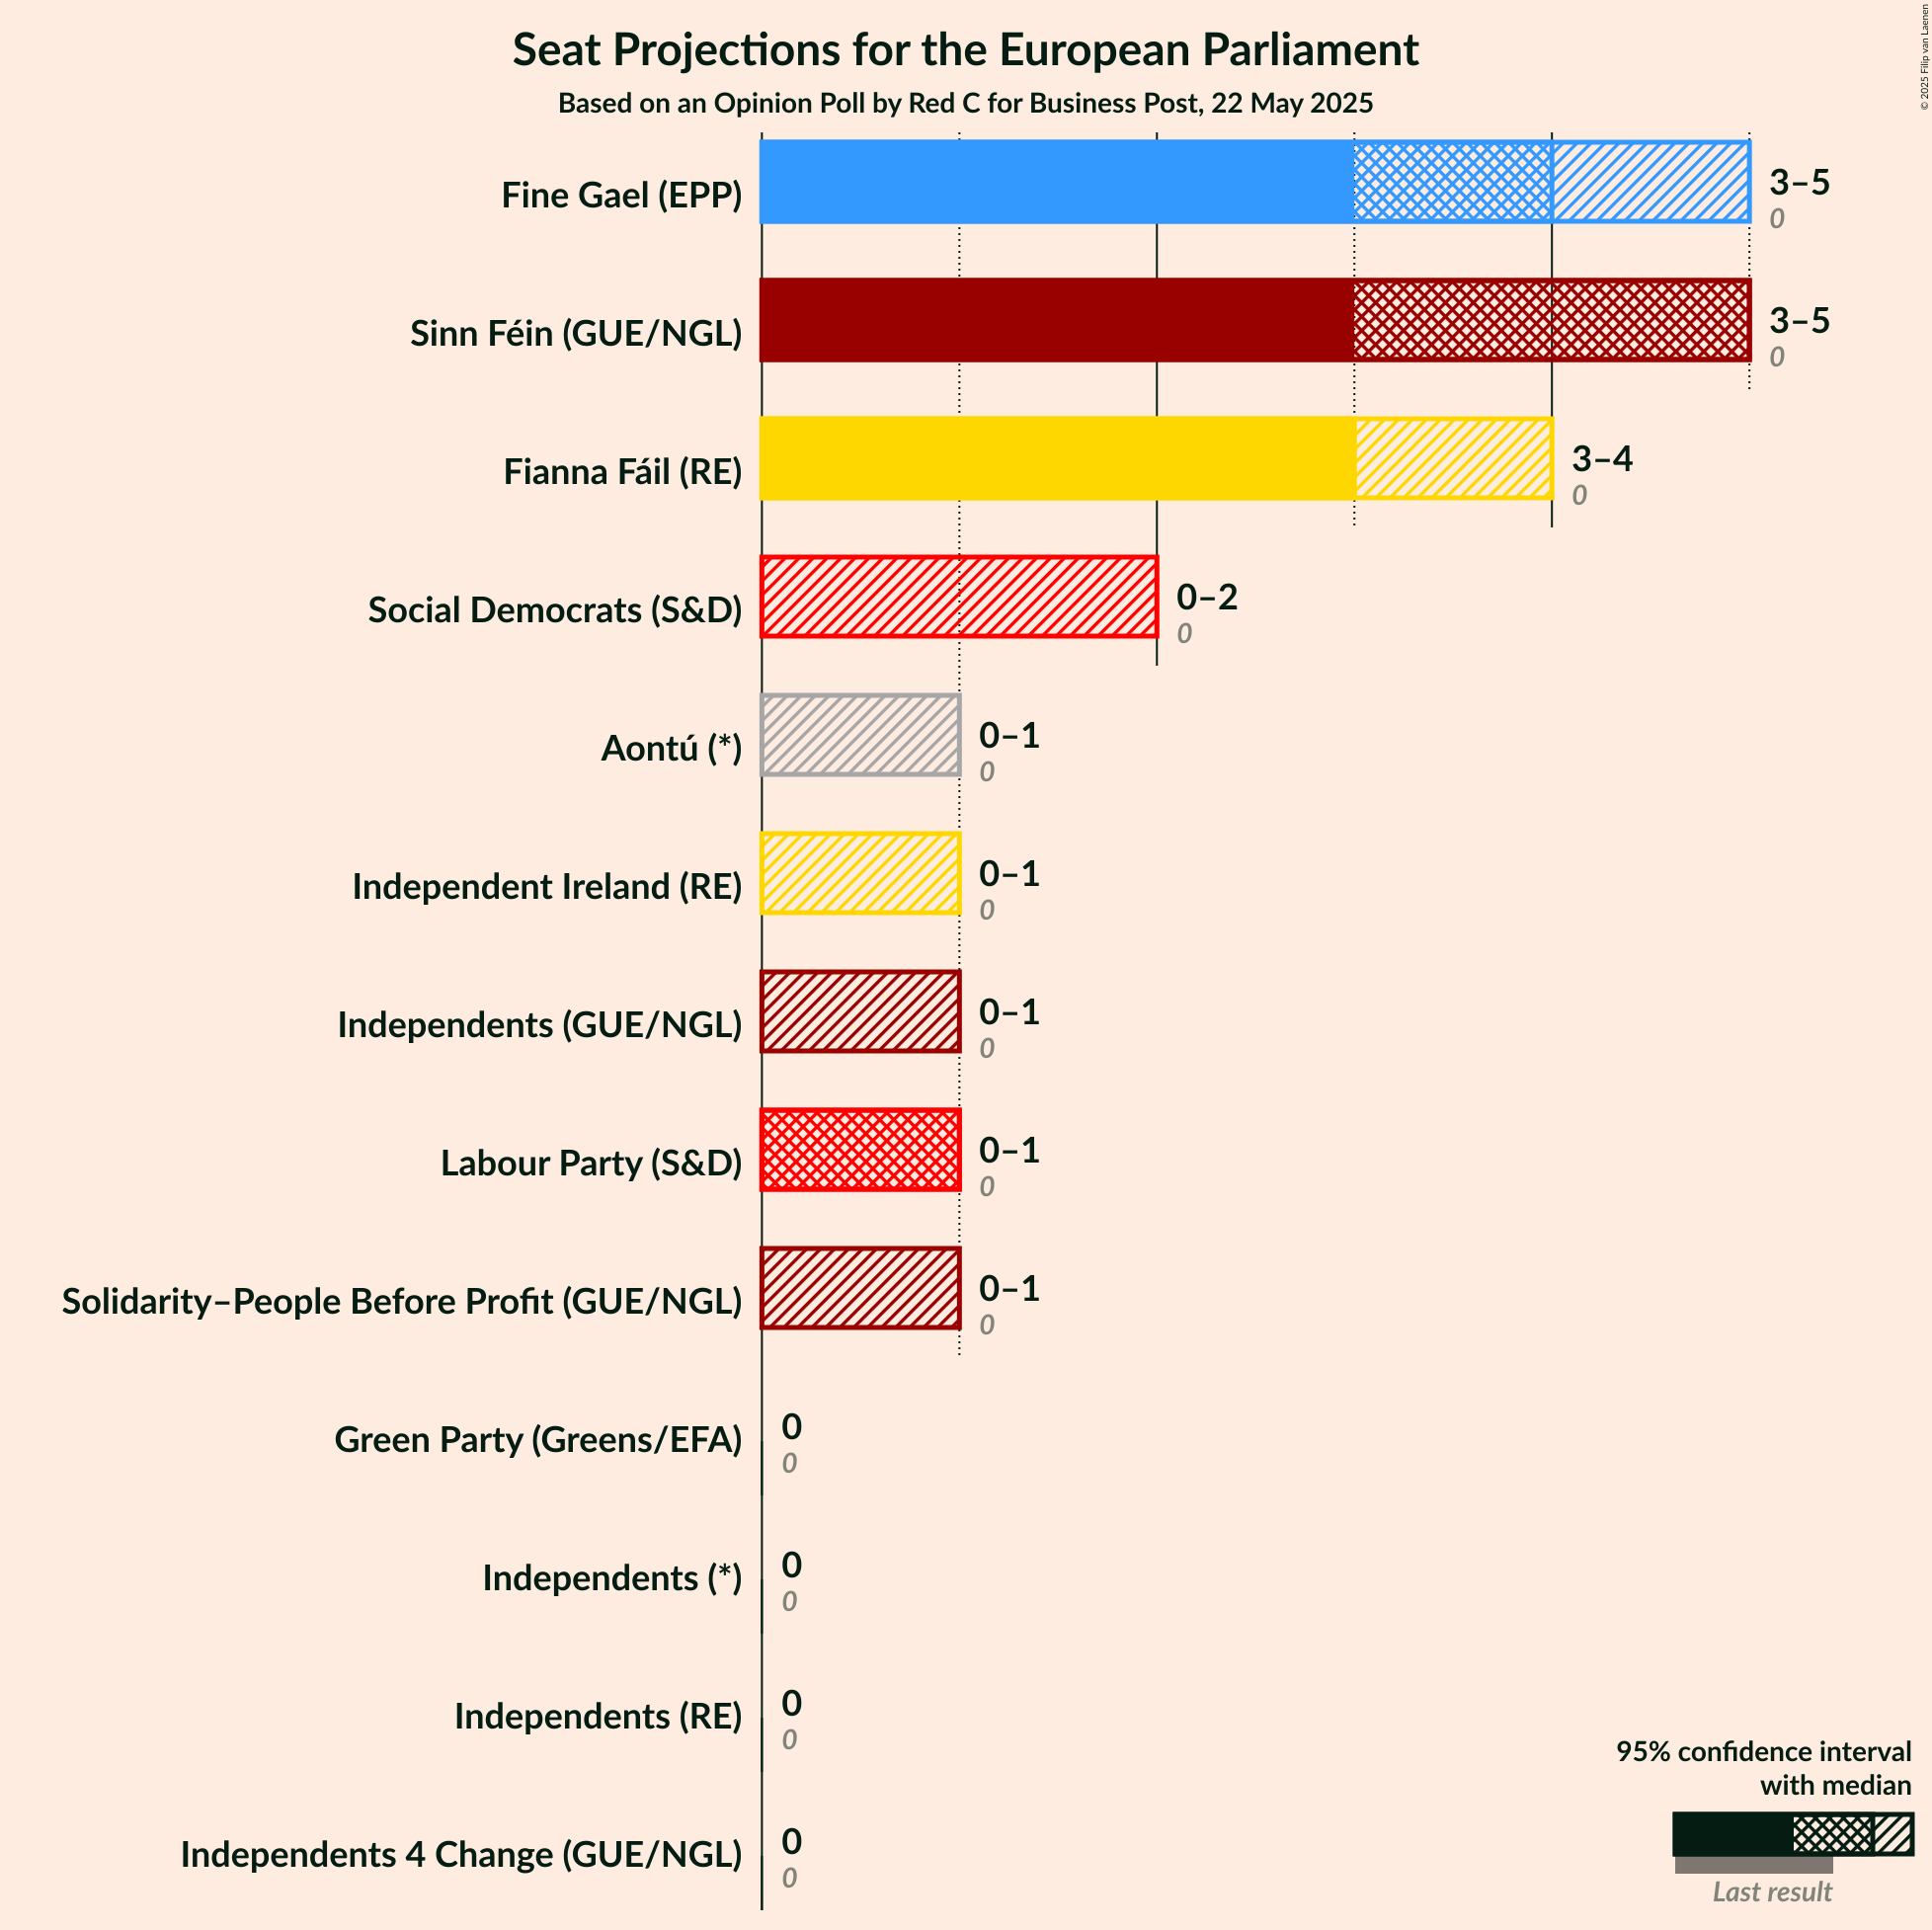 Seat Projections for the European Parliament
Based on an Opinion Poll by Red C for Business Post, 22 May 2025
© 2025 Filip van Laenen
Fine Gael (EPP)
3–5
0
Sinn Féin (GUE/NGL)
3–5
0
Fianna Fáil (RE)
3–4
0
Social Democrats (S&D)
0–2
0
Aontú (*)
0–1
0
Independent Ireland (RE)
0–1
0
Independents (GUE/NGL)
0–1
0
Labour Party (S&D)
0–1
0
Solidarity–People Before Profit (GUE/NGL)
0–1
0
Green Party (Greens/EFA)
0
0
Independents (*)
0
0
Independents (RE)
0
0
Independents 4 Change (GUE/NGL)
0
0
95% confidence interval
with median
Last result